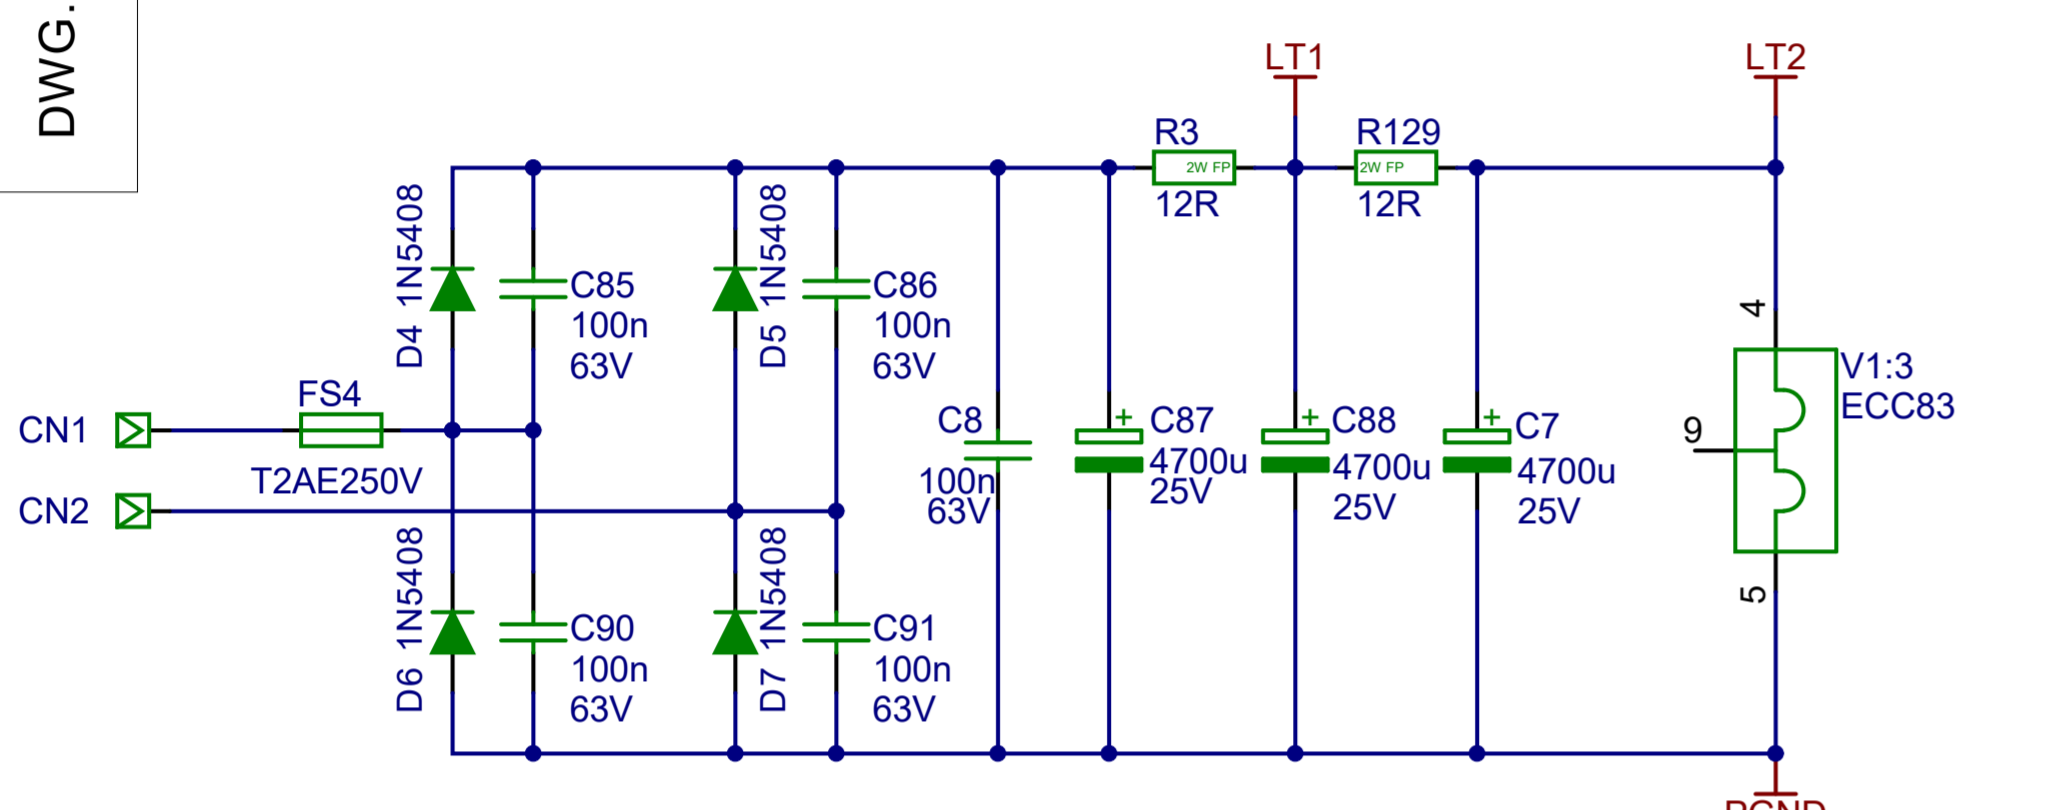 DWG.
LT1
LT2
R3
2W FP
12R
R129
2W FP
12R
D4 1N5408
C85
100n
63V
D5 1N5408
C86
100n
63V
CN1
FS4
T2AE250V
CN2
C8
100n
63V
+
C87
4700u
25V
+
C88
4700u
25V
+
C7
4700u
25V
4
9
5
V1:3
ECC83
D6 1N5408
C90
100n
63V
D7 1N5408
C91
100n
63V